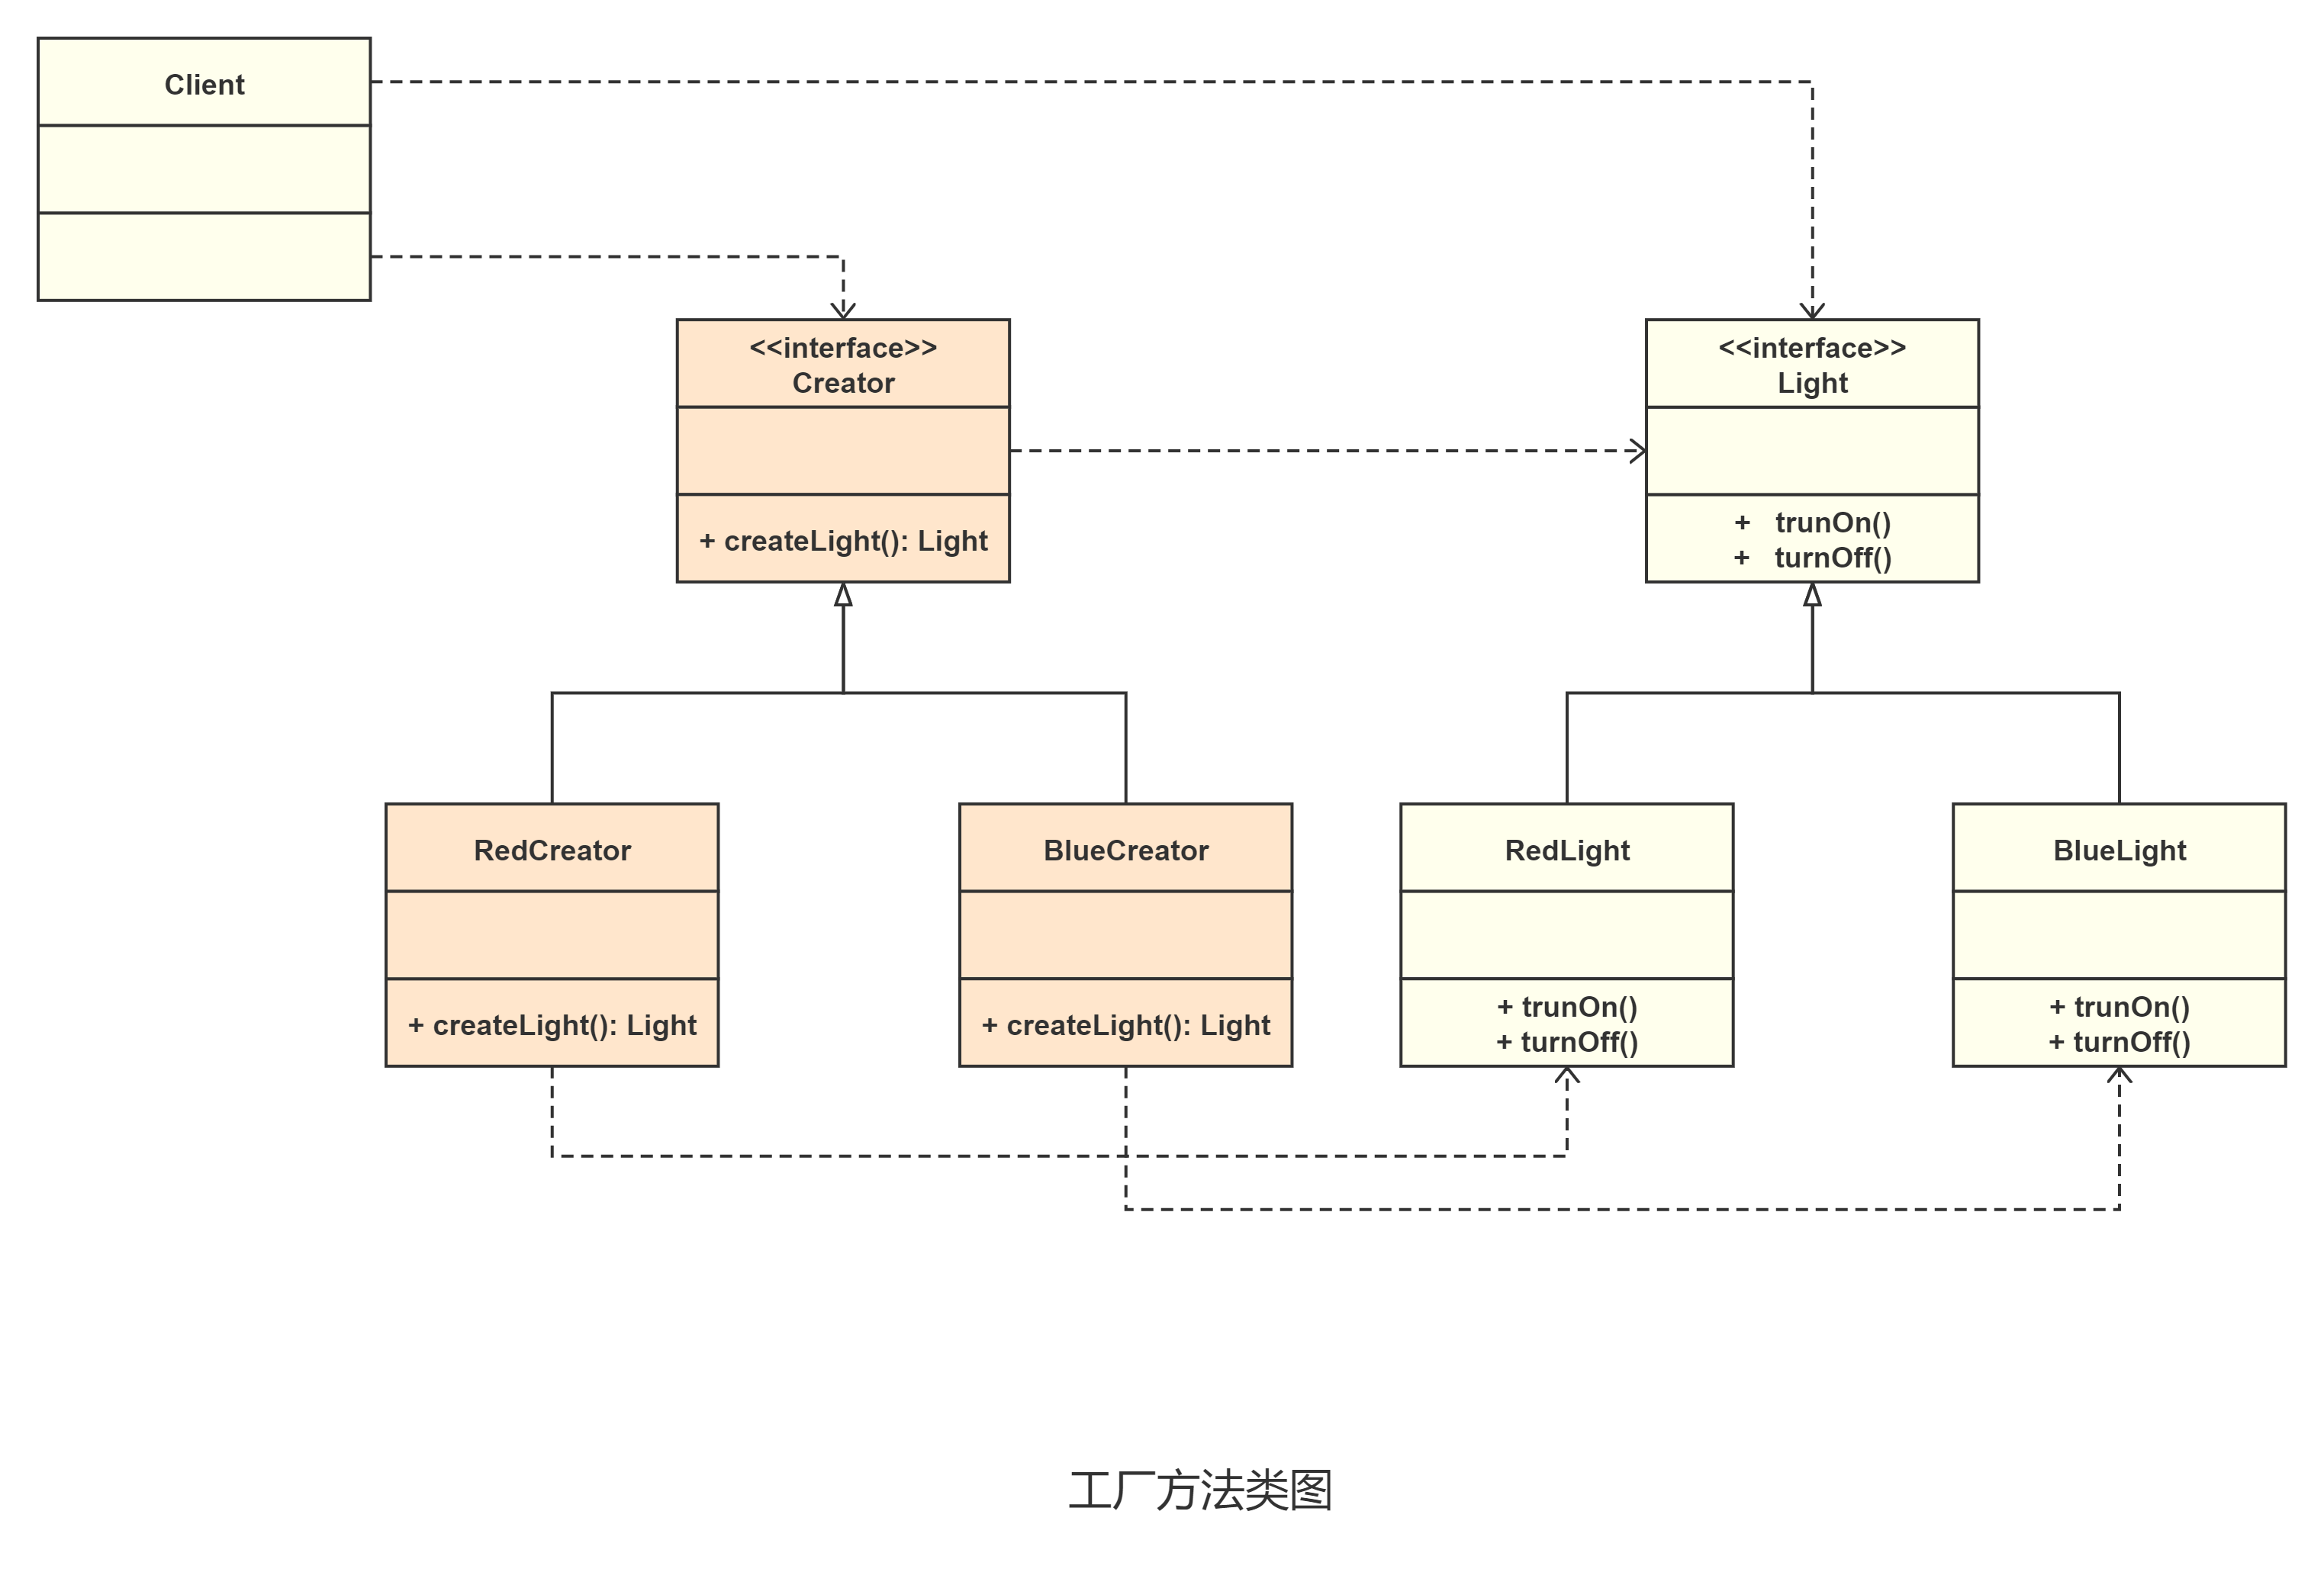 Client
<<interface>>
Creator
+ createLight(): Light
<<interface>>
Light
+ trunOn()
+ turnOff()
RedCreator
+ createLight(): Light
BlueCreator
+ createLight(): Light
RedLight
+ trunOn()
+ turnOff()
BlueLight
+ trunOn()
+ turnOff()
工厂方法类图